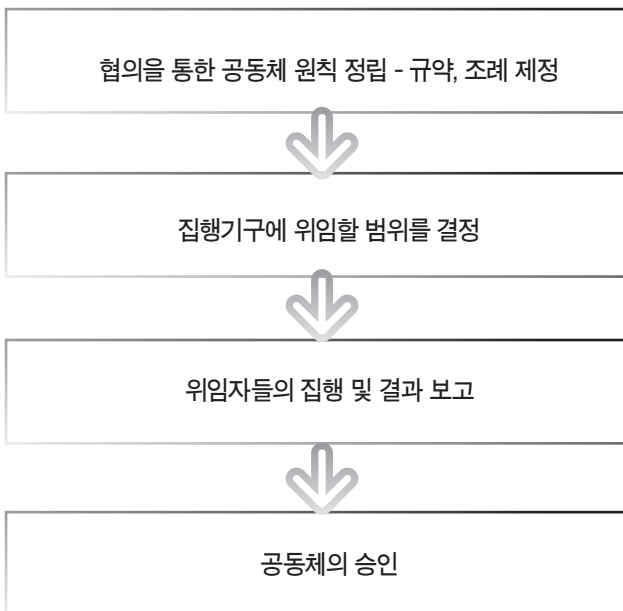 협의을 통한 공동체 원칙 정립 - 규약, 조례 제정
집행기구에 위임할 범위를 결정
위임자들의 집행 및 결과 보고
공동체의 승인